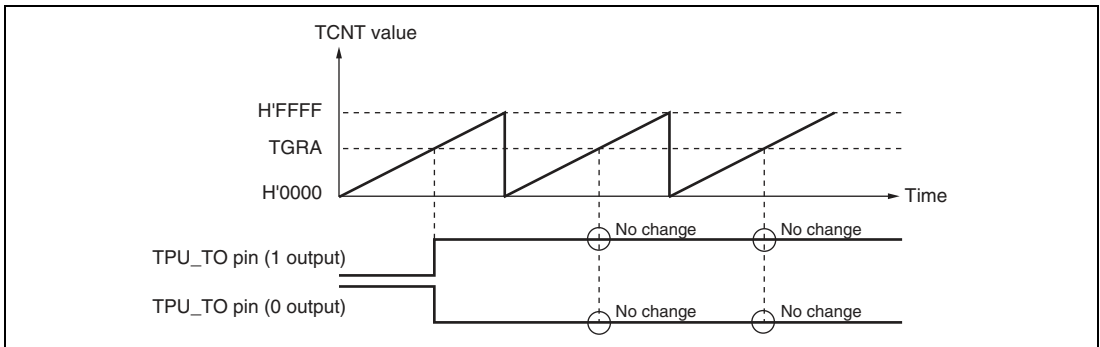 TCNT value
H'FFFF
TGRA
H'0000
Time
No change
No change
TPU_TO pin (1 output)
TPU_TO pin (0 output)
No change
No change